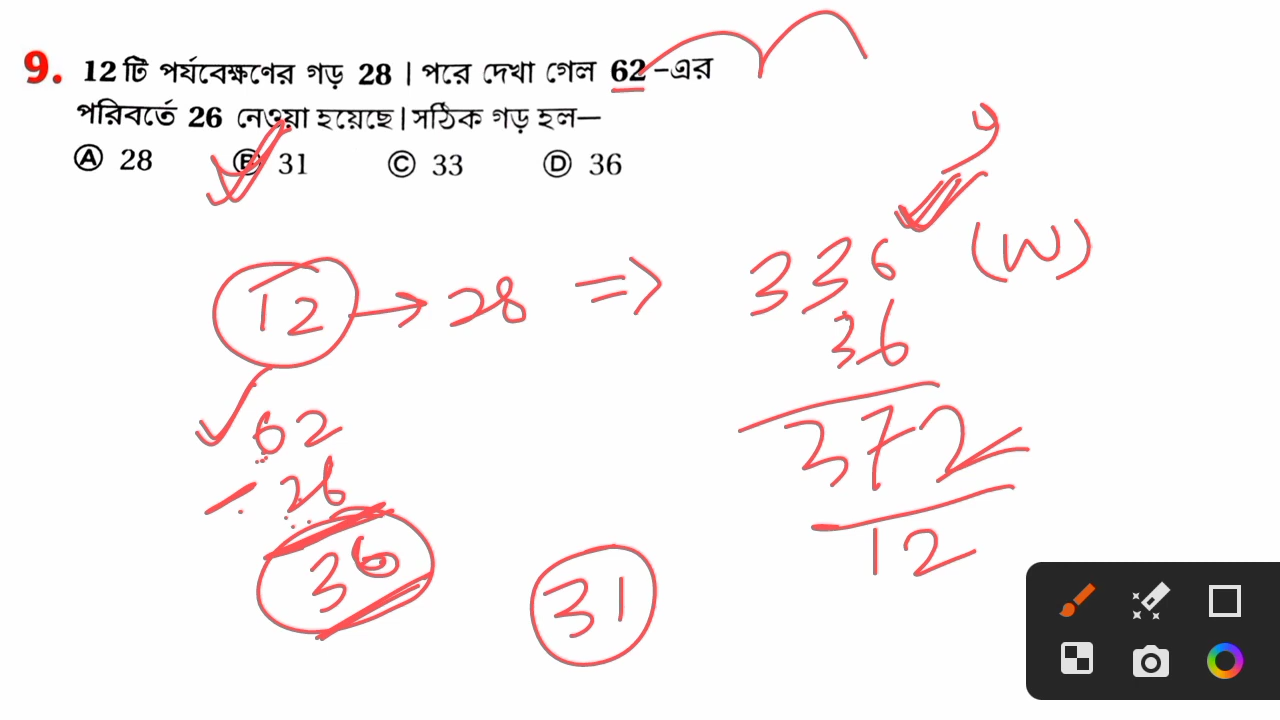 9. 12 টি পর্যবেক্ষণের গড় 28 | পরে দেখা গেল 62 -এর
পরিবর্তে 26 নেওয়া হয়েছে | সঠিক গড় হল—
Ⓐ 28 Ⓑ 31 Ⓒ 33 Ⓓ 36
12 → 28 ⇒ 336 (W)
36
372
12
62
- 26
36
31